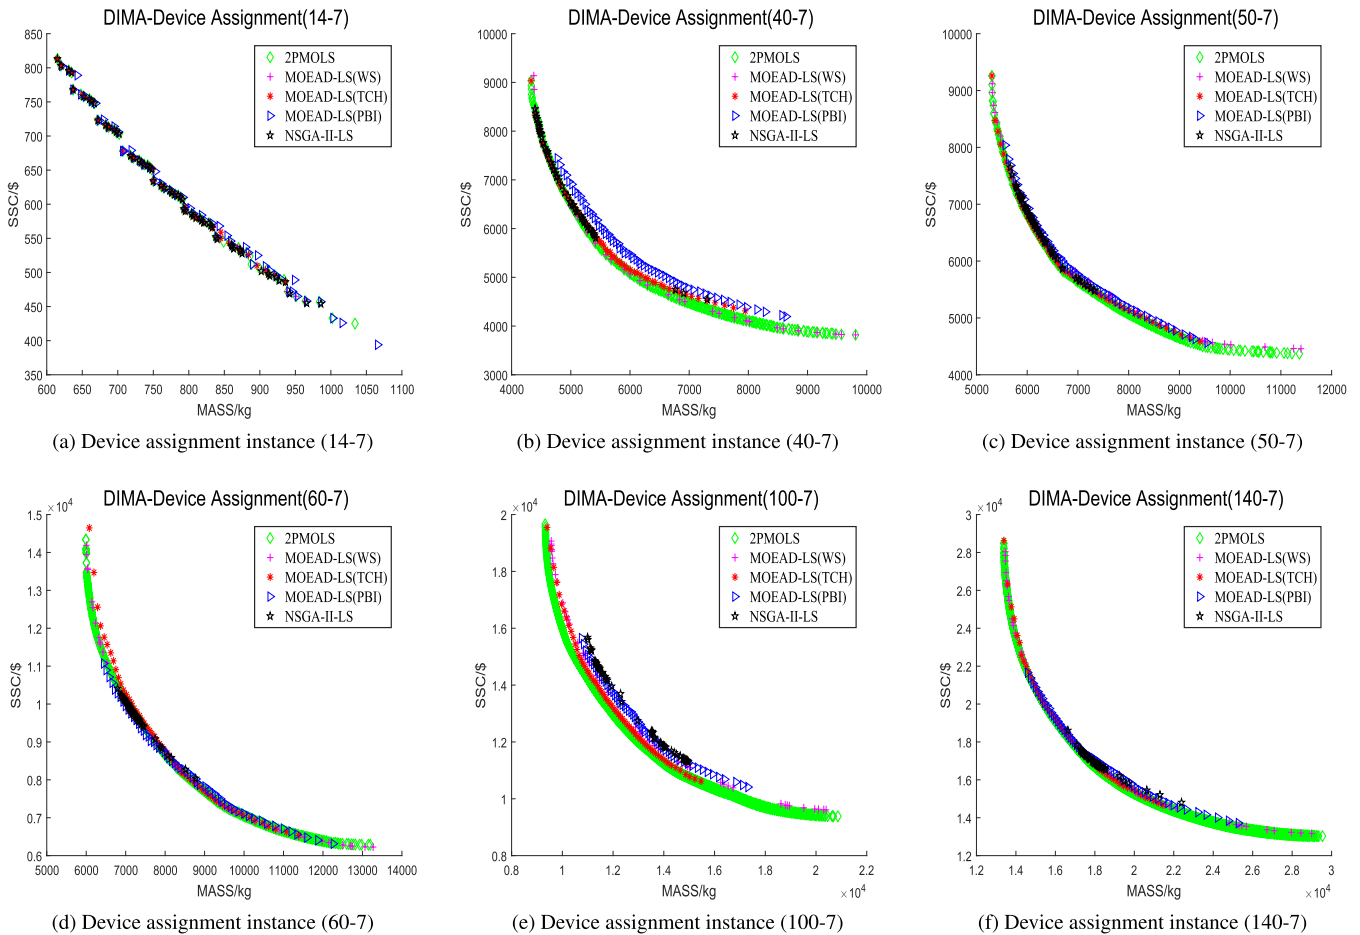 DIMA-Device Assignment(14-7)
850
800
750
700
650
600
550
500
450
400
350
SSC/$
600 650 700 750 800 850 900 950 1000 1050 1100
MASS/kg
2PMOLS
MOEAD-LS(WS)
MOEAD-LS(TCH)
MOEAD-LS(PBI)
NSGA-II-LS
(a) Device assignment instance (14-7)
DIMA-Device Assignment(40-7)
10000
9000
8000
7000
6000
5000
4000
3000
SSC/$
4000 5000 6000 7000 8000 9000 10000
MASS/kg
2PMOLS
MOEAD-LS(WS)
MOEAD-LS(TCH)
MOEAD-LS(PBI)
NSGA-II-LS
(b) Device assignment instance (40-7)
DIMA-Device Assignment(50-7)
10000
9000
8000
7000
6000
5000
4000
SSC/$
5000 6000 7000 8000 9000 10000 11000 12000
MASS/kg
2PMOLS
MOEAD-LS(WS)
MOEAD-LS(TCH)
MOEAD-LS(PBI)
NSGA-II-LS
(c) Device assignment instance (50-7)
DIMA-Device Assignment(60-7)
×10⁴
1.5
1.4
1.3
1.2
1.1
1
0.9
0.8
0.7
0.6
SSC/$
5000 6000 7000 8000 9000 10000 11000 12000 13000 14000
MASS/kg
2PMOLS
MOEAD-LS(WS)
MOEAD-LS(TCH)
MOEAD-LS(PBI)
NSGA-II-LS
(d) Device assignment instance (60-7)
DIMA-Device Assignment(100-7)
×10⁴
2
1.8
1.6
1.4
1.2
1
0.8
SSC/$
0.8 1 1.2 1.4 1.6 1.8 2 2.2
MASS/kg
×10⁴
2PMOLS
MOEAD-LS(WS)
MOEAD-LS(TCH)
MOEAD-LS(PBI)
NSGA-II-LS
(e) Device assignment instance (100-7)
DIMA-Device Assignment(140-7)
×10⁴
3
2.8
2.6
2.4
2.2
2
1.8
1.6
1.4
1.2
SSC/$
1.2 1.4 1.6 1.8 2 2.2 2.4 2.6 2.8 3
MASS/kg
×10⁴
2PMOLS
MOEAD-LS(WS)
MOEAD-LS(TCH)
MOEAD-LS(PBI)
NSGA-II-LS
(f) Device assignment instance (140-7)